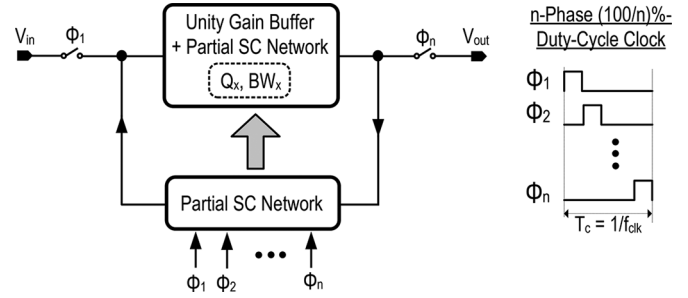 Vin
Φ1
Unity Gain Buffer
+ Partial SC Network
Qx, BWx
Φn
Vout
Partial SC Network
Φ1 Φ2 ••• Φn
n-Phase (100/n)%-
Duty-Cycle Clock
Φ1
Φ2
Φn
Tc = 1/fclk